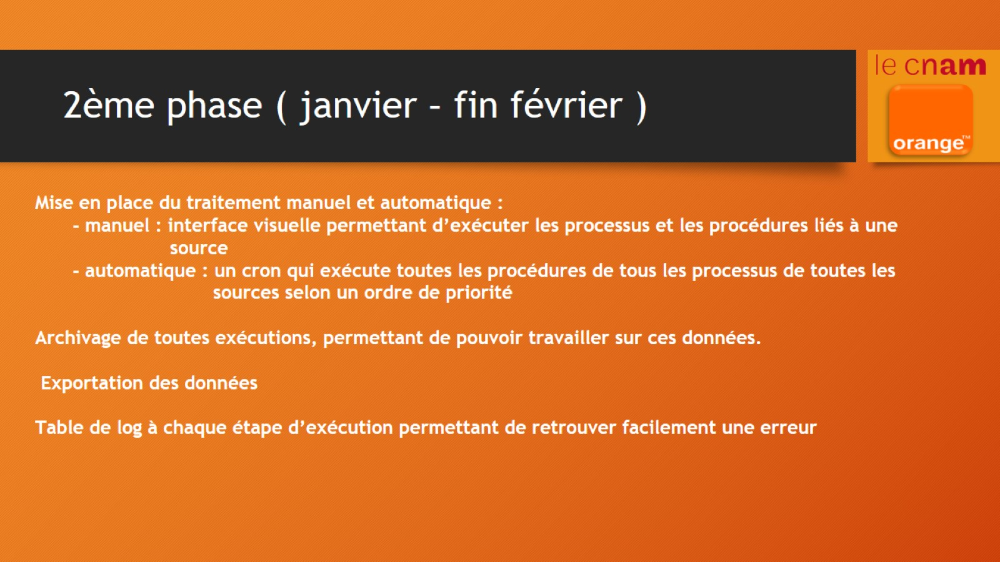 le cnam
2ème phase ( janvier – fin février )
orange™
Mise en place du traitement manuel et automatique :
- manuel : interface visuelle permettant d’exécuter les processus et les procédures liés à une
source
- automatique : un cron qui exécute toutes les procédures de tous les processus de toutes les
sources selon un ordre de priorité
Archivage de toutes exécutions, permettant de pouvoir travailler sur ces données.
Exportation des données
Table de log à chaque étape d’exécution permettant de retrouver facilement une erreur